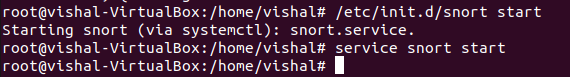 root@vishal-VirtualBox:/home/vishal# /etc/init.d/snort start
Starting snort (via systemctl): snort.service.
root@vishal-VirtualBox:/home/vishal# service snort start
root@vishal-VirtualBox:/home/vishal#